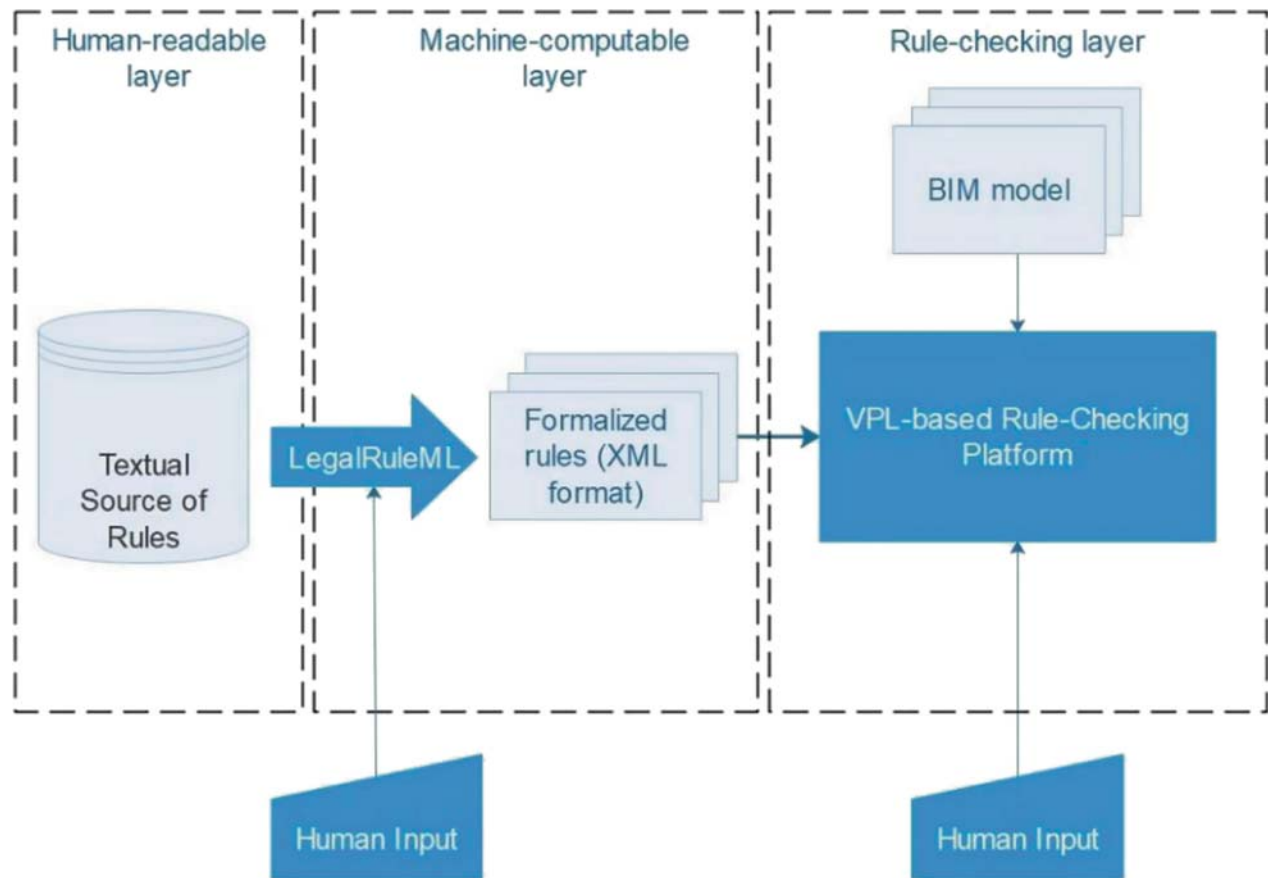 Human-readable
layer
Machine-computable
layer
Rule-checking layer
BIM model
Textual
Source of
Rules
LegalRuleML
Formalized
rules (XML
format)
VPL-based Rule-Checking
Platform
Human Input
Human Input